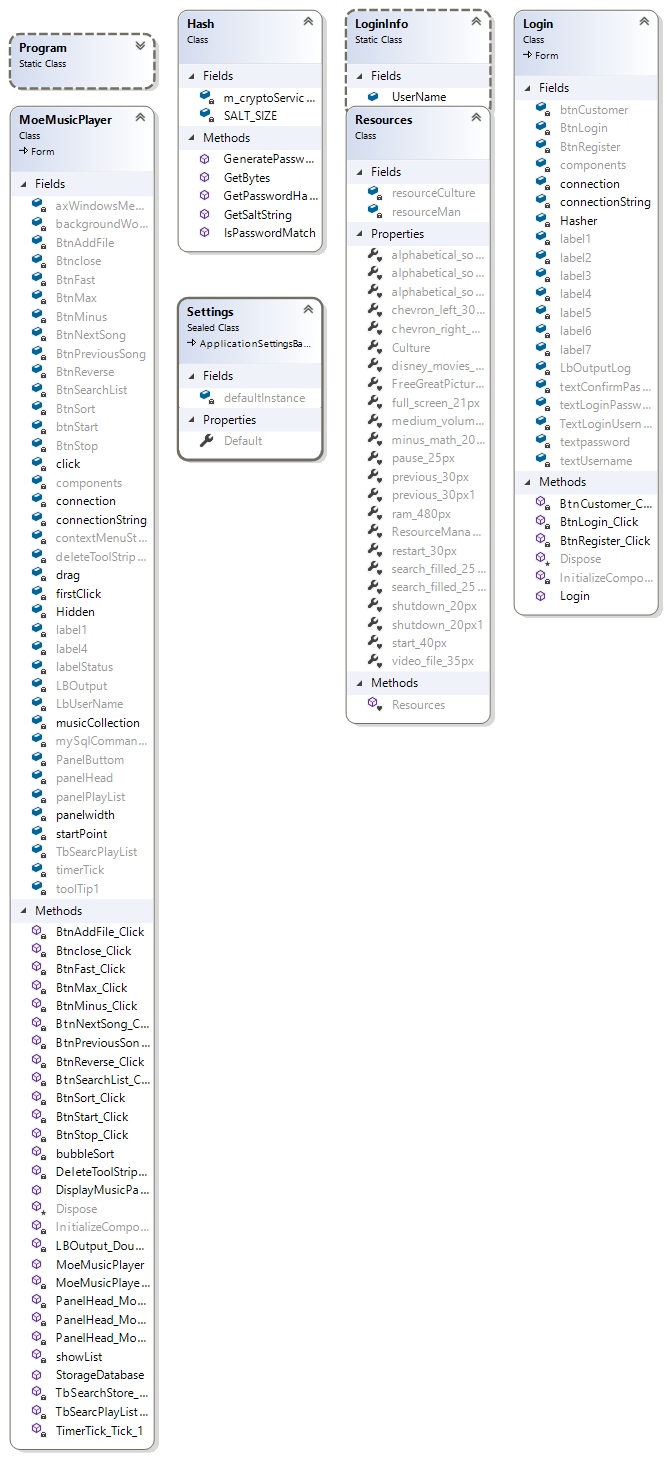 Program
Static Class
MoeMusicPlayer
Class
Form
Fields
axWindowsMe...
backgroundWo...
BtnAddFile
Btnclose
BtnFast
BtnMax
BtnMinus
BtnNextSong
BtnPreviousSong
BtnReverse
BtnSearchList
BtnSort
btnStart
BtnStop
click
components
connection
connectionString
contextMenuSt...
deleteToolStrip...
drag
firstClick
Hidden
label1
label4
labelStatus
LBOutput
LbUserName
musicCollection
mySqlComman...
PanelButtom
panelHead
panelPlayList
panelwidth
startPoint
TbSearcPlayList
timerTick
toolTip1
Methods
BtnAddFile_Click
Btnclose_Click
BtnFast_Click
BtnMax_Click
BtnMinus_Click
BtnNextSong_C...
BtnPreviousSon...
BtnReverse_Click
BtnSearchList_C...
BtnSort_Click
BtnStart_Click
BtnStop_Click
bubbleSort
DeleteToolStrip...
DisplayMusicPa...
Dispose
InitializeCompo...
LBOutput_Dou...
MoeMusicPlayer
MoeMusicPlaye...
PanelHead_Mo...
PanelHead_Mo...
PanelHead_Mo...
showList
StorageDatabase
TbSearchStore_...
TbSearcPlayList...
TimerTick_Tick_1
Hash
Class
Fields
m_cryptoServic...
SALT_SIZE
Methods
GeneratePassw...
GetBytes
GetPasswordHa...
GetSaltString
IsPasswordMatch
Settings
Sealed Class
ApplicationSettingsBa...
Fields
defaultInstance
Properties
Default
LoginInfo
Static Class
Fields
UserName
Resources
Class
Fields
resourceCulture
resourceMan
Properties
alphabetical_so...
alphabetical_so...
alphabetical_so...
chevron_left_30...
chevron_right_...
Culture
disney_movies_...
FreeGreatPictur...
full_screen_21px
medium_volum...
minus_math_20...
pause_25px
previous_30px
previous_30px1
ram_480px
ResourceMana...
restart_30px
search_filled_25...
search_filled_25...
shutdown_20px
shutdown_20px1
start_40px
video_file_35px
Methods
Resources
Login
Class
Form
Fields
btnCustomer
BtnLogin
BtnRegister
components
connection
connectionString
Hasher
label1
label2
label3
label4
label5
label6
label7
LbOutputLog
textConfirmPas...
textLoginPassw...
TextLoginUsern...
textpassword
textUsername
Methods
BtnCustomer_C...
BtnLogin_Click
BtnRegister_Click
Dispose
InitializeCompo...
Login